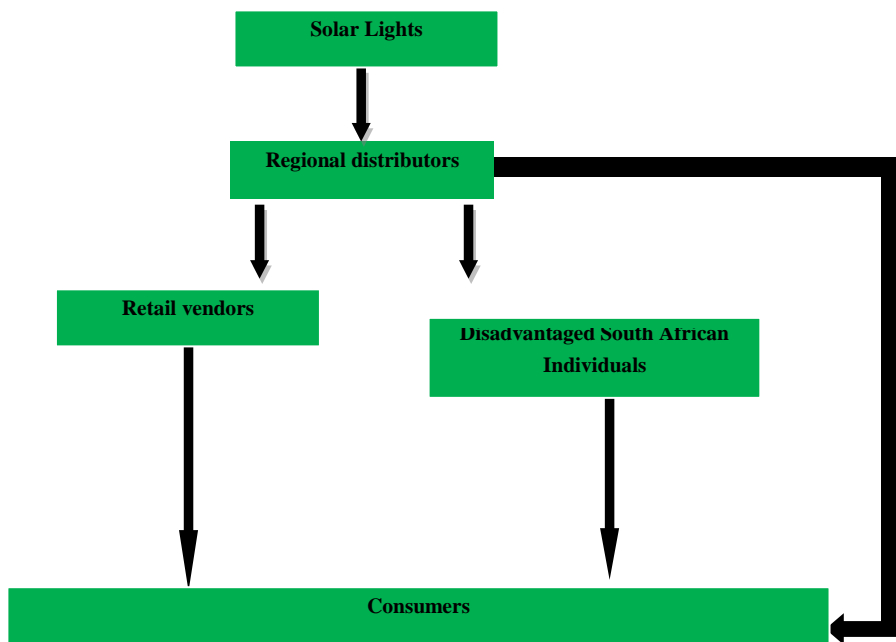 Solar Lights
Regional distributors
Retail vendors
Disadvantaged South African
Individuals
Consumers